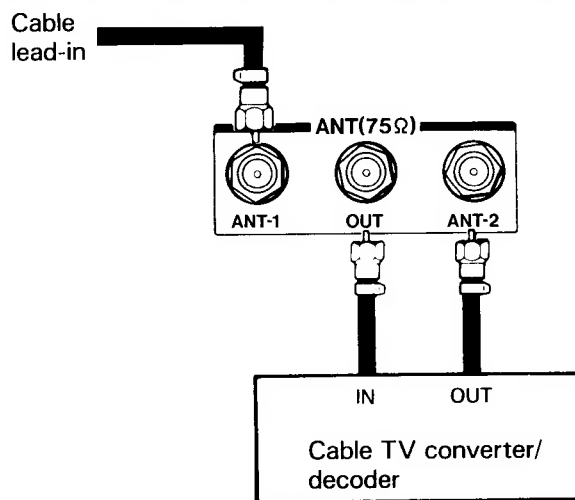 Cable
lead-in
ANT(75Ω)
ANT-1 OUT ANT-2
IN OUT
Cable TV converter/
decoder